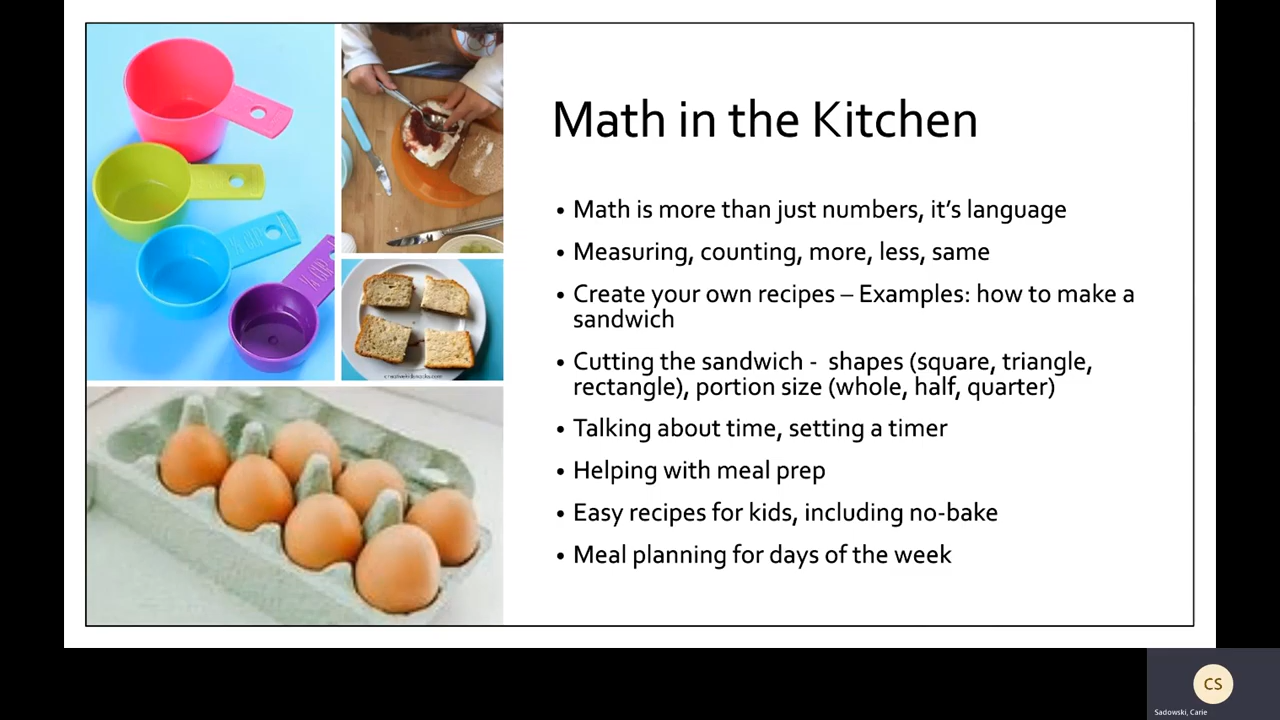 Math in the Kitchen
• Math is more than just numbers, it's language
• Measuring, counting, more, less, same
• Create your own recipes – Examples: how to make a
sandwich
• Cutting the sandwich -  shapes (square, triangle,
rectangle), portion size (whole, half, quarter)
• Talking about time, setting a timer
• Helping with meal prep
• Easy recipes for kids, including no-bake
• Meal planning for days of the week
CS
Sadowski, Carie